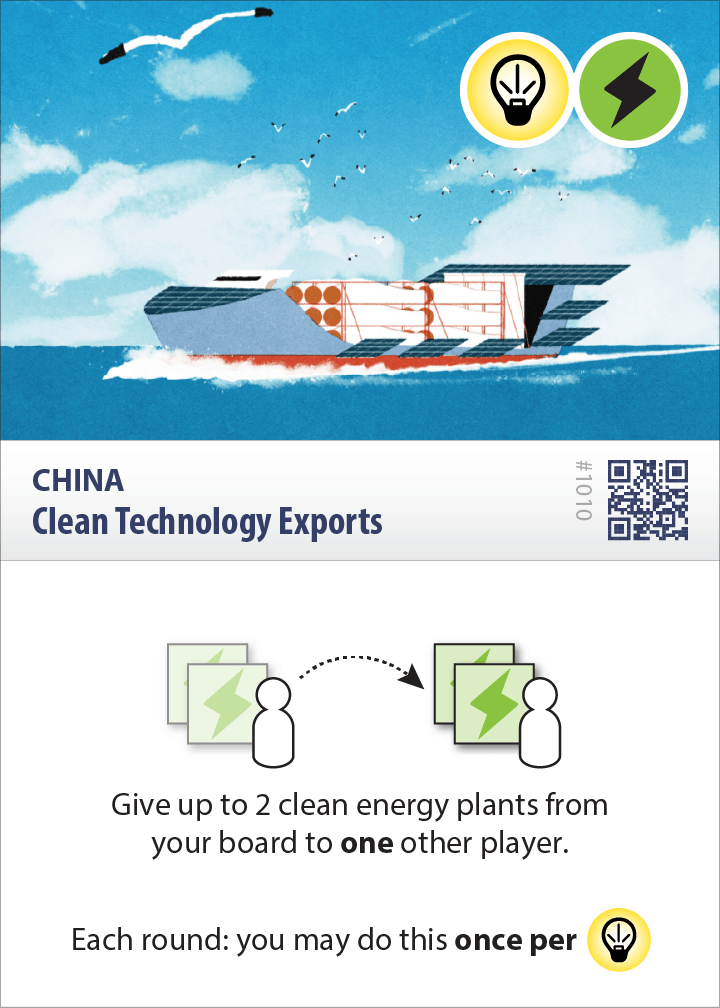 CHINA
Clean Technology Exports
#1010
Give up to 2 clean energy plants from
your board to one other player.
Each round: you may do this once per